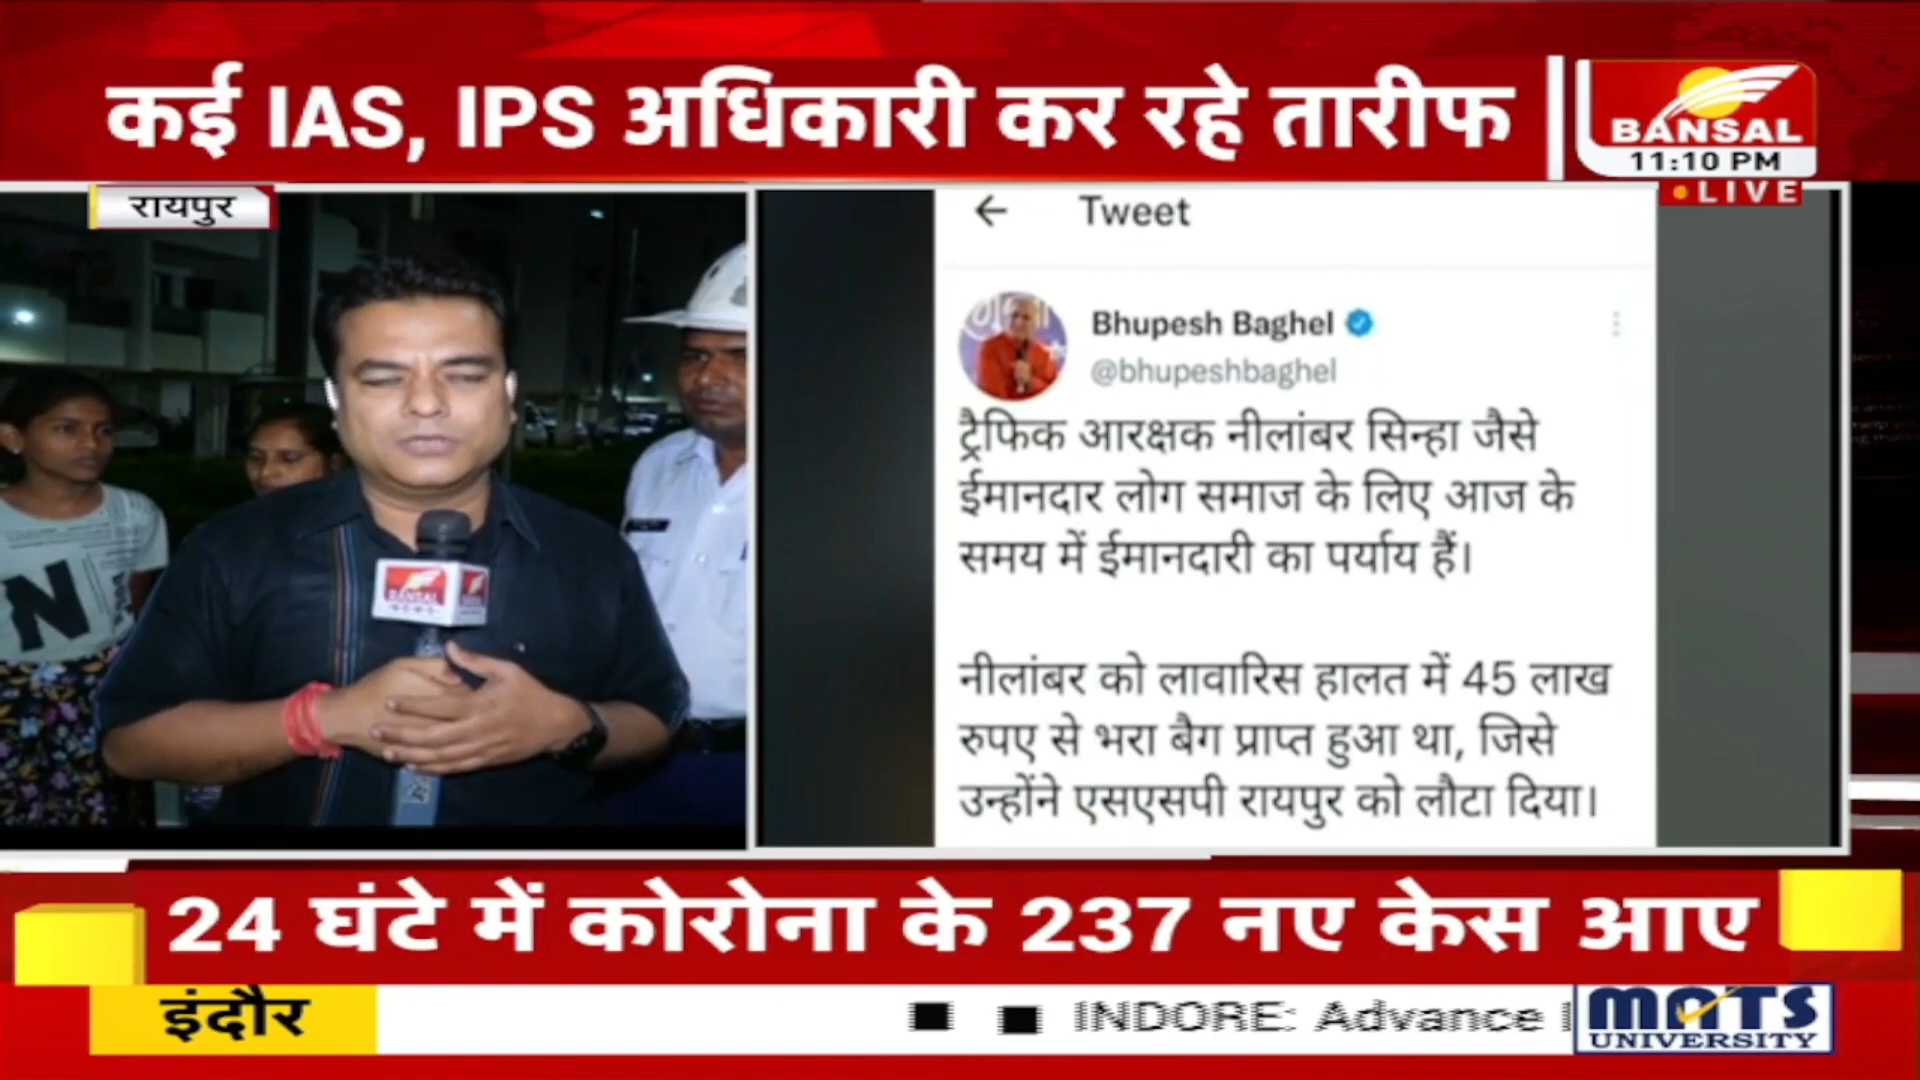 कई IAS, IPS अधिकारी कर रहे तारीफ
BANSAL
11:10 PM
LIVE
रायपुर
Tweet
Bhupesh Baghel
@bhupeshbaghel
ट्रैफिक आरक्षक नीलांबर सिन्हा जैसे
ईमानदार लोग समाज के लिए आज के
समय में ईमानदारी का पर्याय हैं।
नीलांबर को लावारिस हालत में 45 लाख
रुपए से भरा बैग प्राप्त हुआ था, जिसे
उन्होंने एसएसपी रायपुर को लौटा दिया।
N
BANSAL
NEWS
24 घंटे में कोरोना के 237 नए केस आए
इंदौर
INDORE: Advance
MATS
UNIVERSITY